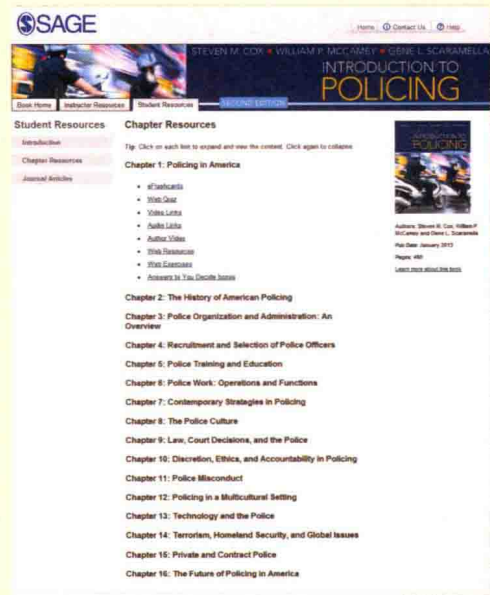 SAGE
Home Contact Us Help
STEVEN M. COX • WILLIAM P. MCCAMEY • GENE L. SCARAMELLA
INTRODUCTION TO
POLICING
Book Home Instructor Resources Student Resources SECOND EDITION
Student Resources
Introduction
Chapter Resources
Journal Articles
Chapter Resources
Tip: Click on each link to expand and view the content. Click again to collapse.
Chapter 1: Policing in America
• eFlashcards
• Web Quiz
• Video Links
• Audio Links
• Author Video
• Web Resources
• Web Exercises
• Answers to You Decide boxes
Chapter 2: The History of American Policing
Chapter 3: Police Organization and Administration: An
Overview
Chapter 4: Recruitment and Selection of Police Officers
Chapter 5: Police Training and Education
Chapter 6: Police Work: Operations and Functions
Chapter 7: Contemporary Strategies in Policing
Chapter 8: The Police Culture
Chapter 9: Law, Court Decisions, and the Police
Chapter 10: Discretion, Ethics, and Accountability in Policing
Chapter 11: Police Misconduct
Chapter 12: Policing in a Multicultural Setting
Chapter 13: Technology and the Police
Chapter 14: Terrorism, Homeland Security, and Global Issues
Chapter 15: Private and Contract Police
Chapter 16: The Future of Policing in America
INTRODUCTION TO
POLICING
Authors: Steven M. Cox, William P.
McCamey and Gene L. Scaramella
Pub Date: January 2013
Pages: 480
Learn more about this book